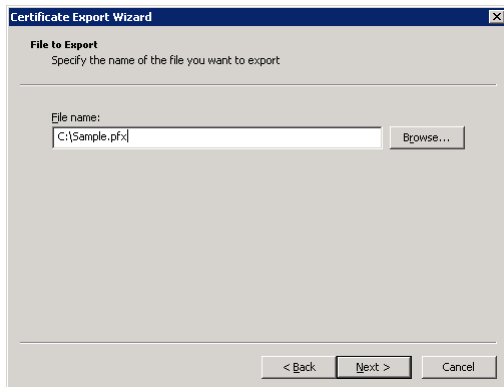 Certificate Export Wizard
File to Export
Specify the name of the file you want to export
File name:
C:\Sample.pfx
Browse...
< Back
Next >
Cancel